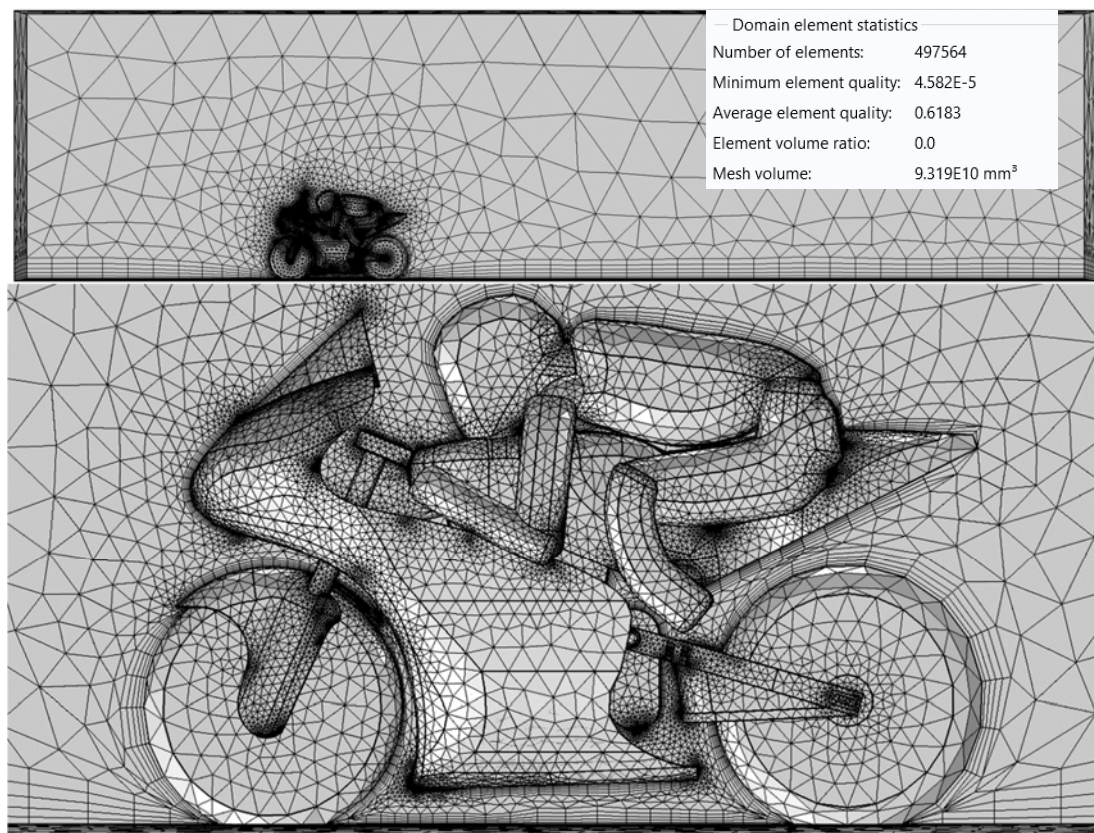 Domain element statistics
Number of elements: 497564
Minimum element quality: 4.582E-5
Average element quality: 0.6183
Element volume ratio: 0.0
Mesh volume: 9.319E10 mm³